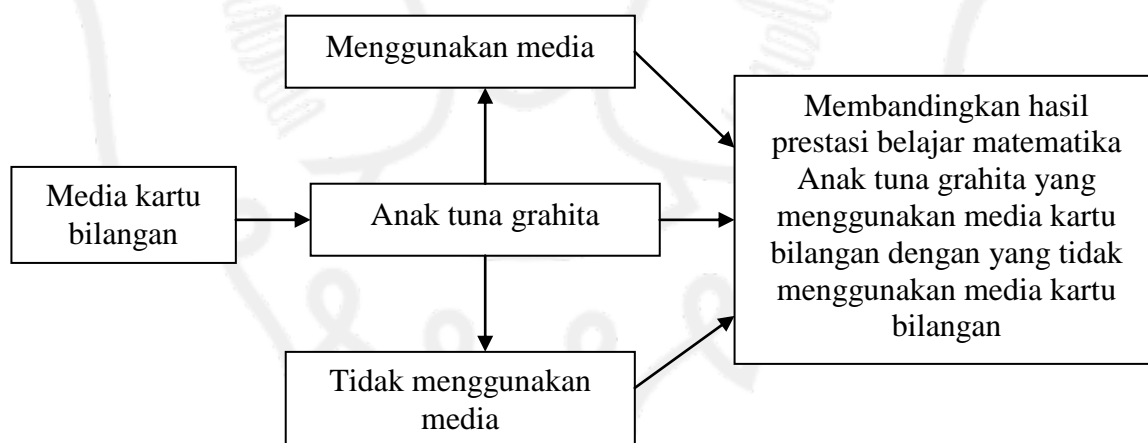 Menggunakan media
Media kartu
bilangan
Anak tuna grahita
Tidak menggunakan
media
Membandingkan hasil
prestasi belajar matematika
Anak tuna grahita yang
menggunakan media kartu
bilangan dengan yang tidak
menggunakan media kartu
bilangan